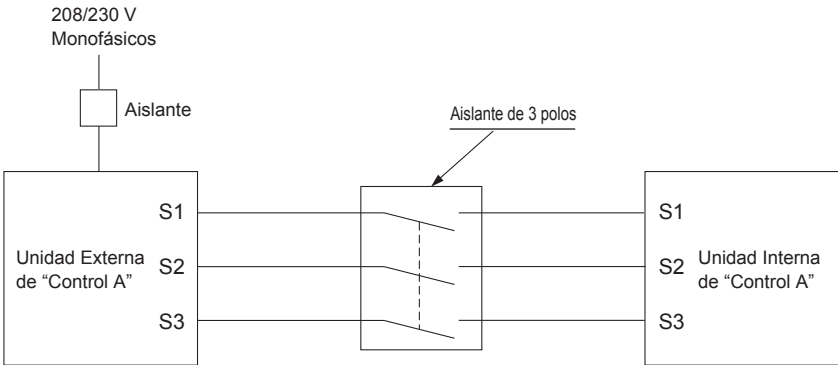 208/230 V
Monofásicos
Aislante
Aislante de 3 polos
S1
S1
Unidad Externa
de “Control A”
S2
S2
Unidad Interna
de “Control A”
S3
S3